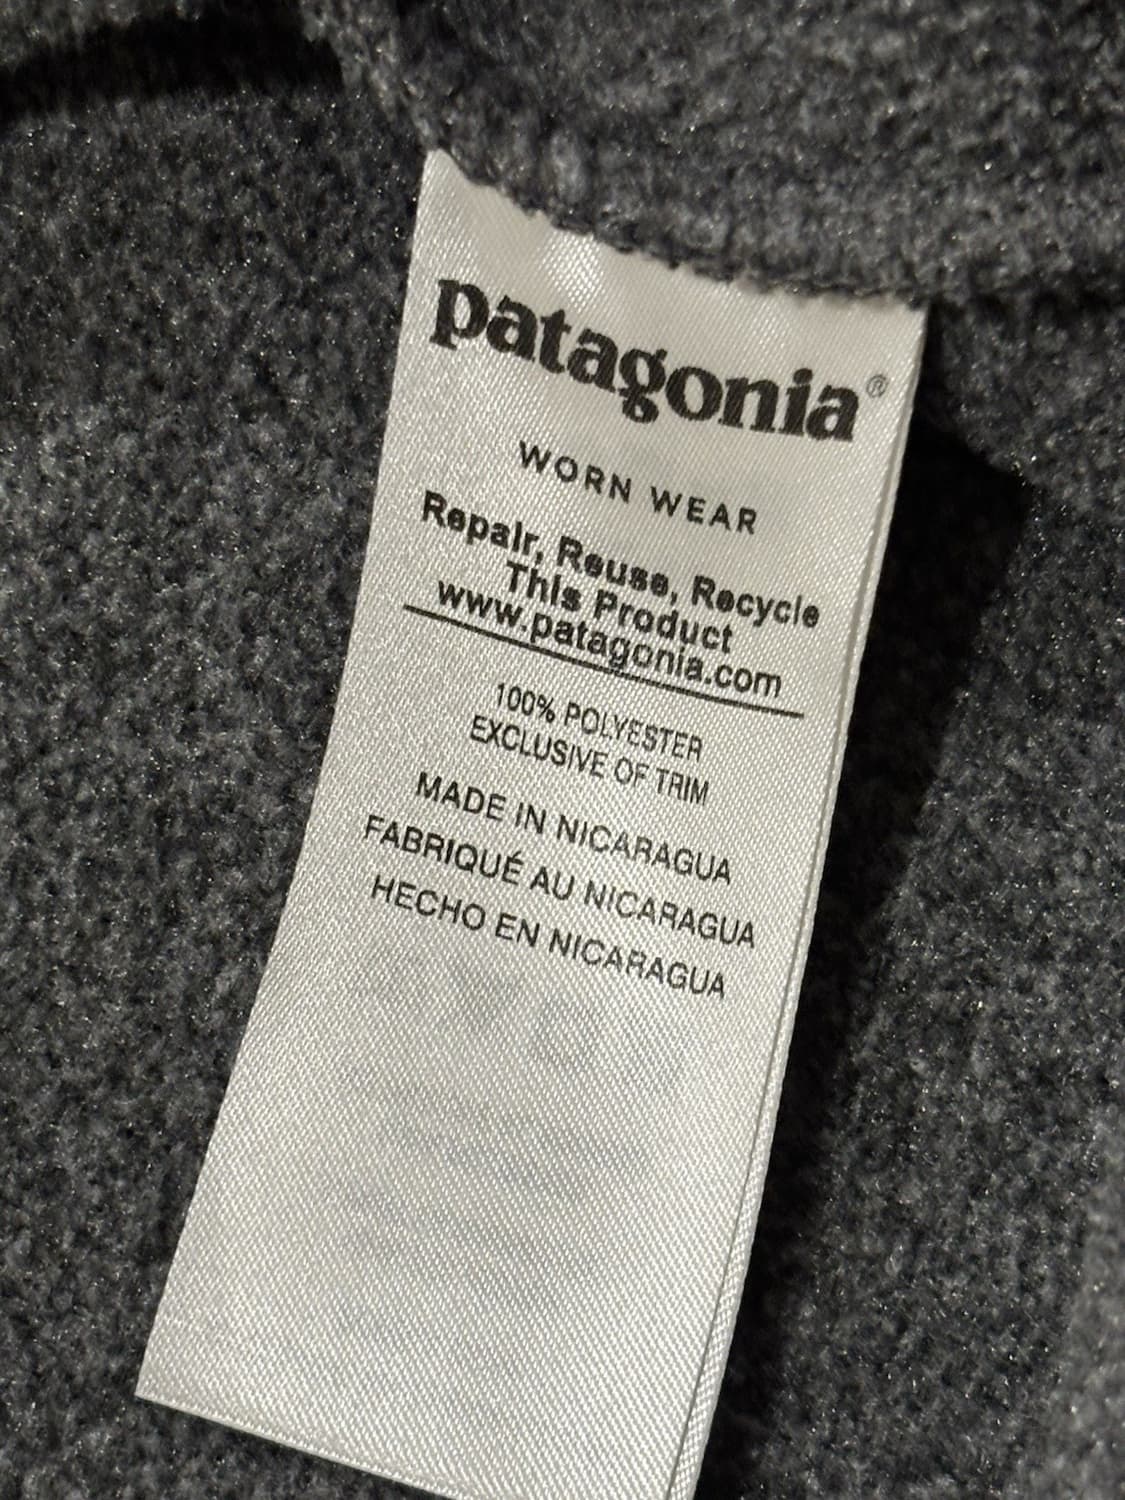 patagonia®
WORN WEAR
Repair, Reuse, Recycle
This Product
www.patagonia.com
100% POLYESTER
EXCLUSIVE OF TRIM
MADE IN NICARAGUA
FABRIQUÉ AU NICARAGUA
HECHO EN NICARAGUA